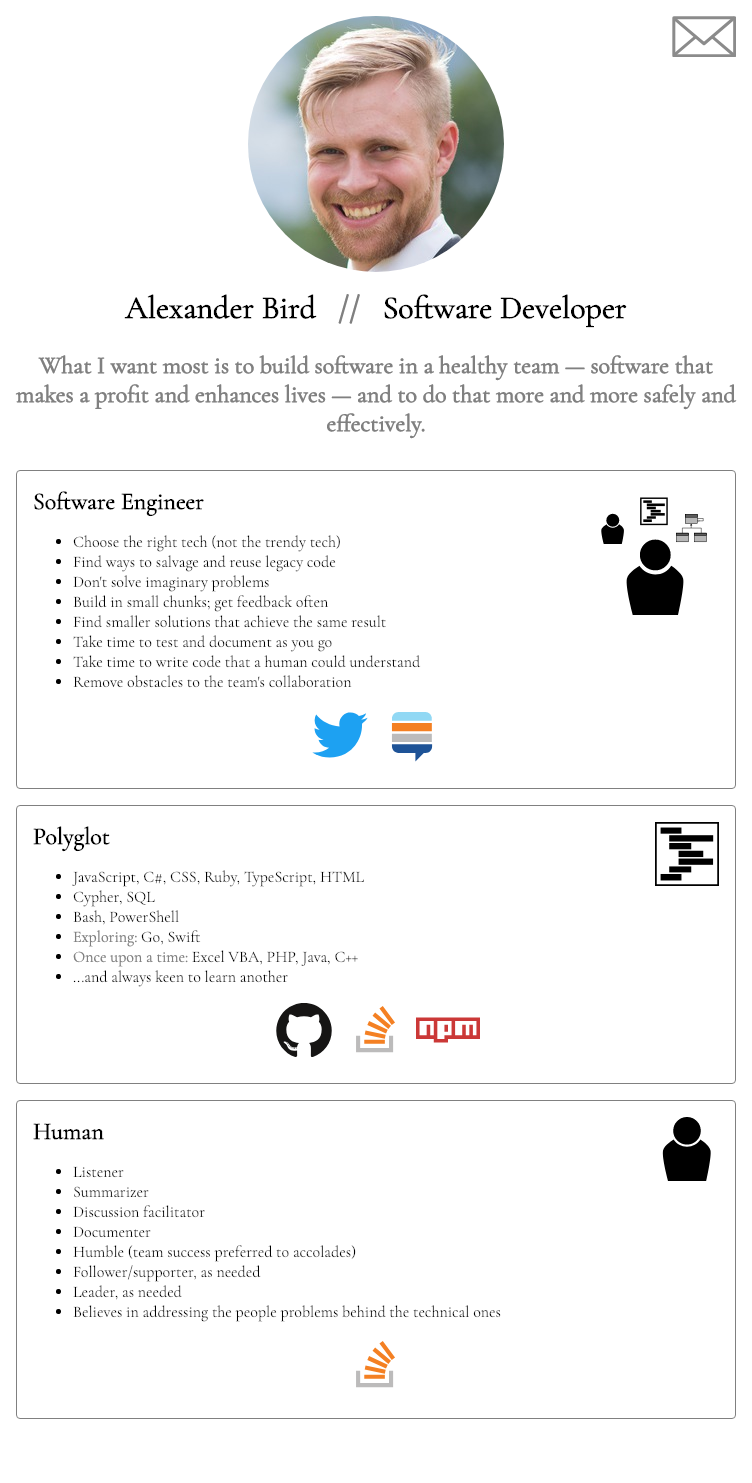 Alexander Bird // Software Developer
What I want most is to build software in a healthy team — software that
makes a profit and enhances lives — and to do that more and more safely and
effectively.
Software Engineer
Choose the right tech (not the trendy tech)
Find ways to salvage and reuse legacy code
Don't solve imaginary problems
Build in small chunks; get feedback often
Find smaller solutions that achieve the same result
Take time to test and document as you go
Take time to write code that a human could understand
Remove obstacles to the team's collaboration
Polyglot
JavaScript, C#, CSS, Ruby, TypeScript, HTML
Cypher, SQL
Bash, PowerShell
Exploring: Go, Swift
Once upon a time: Excel VBA, PHP, Java, C++
...and always keen to learn another
npm
Human
Listener
Summarizer
Discussion facilitator
Documenter
Humble (team success preferred to accolades)
Follower/supporter, as needed
Leader, as needed
Believes in addressing the people problems behind the technical ones